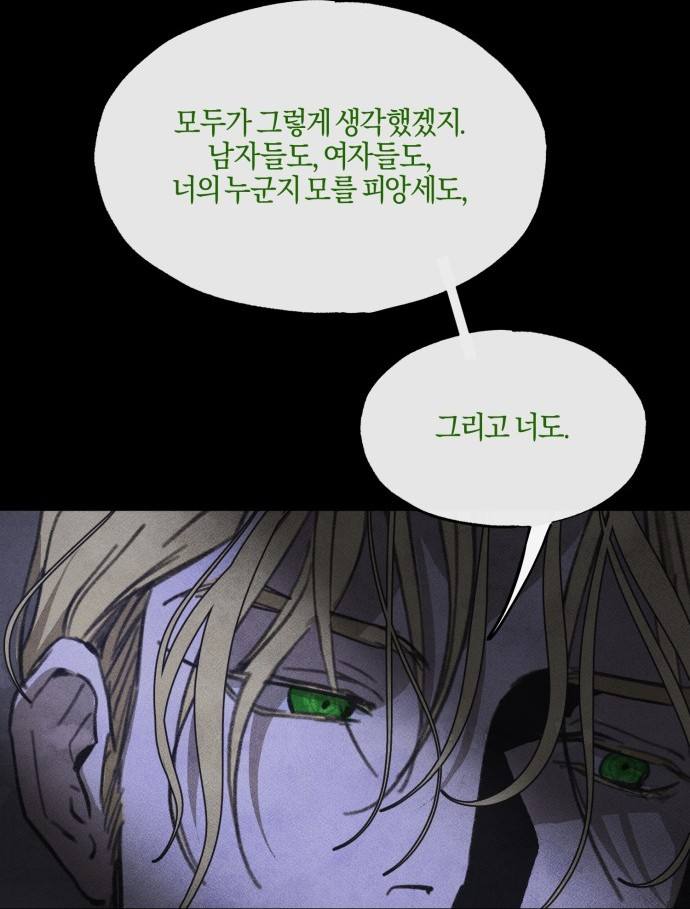 모두가 그렇게 생각했겠지.
남자들도, 여자들도,
너의 누군지 모를 피앙세도,
그리고 너도.